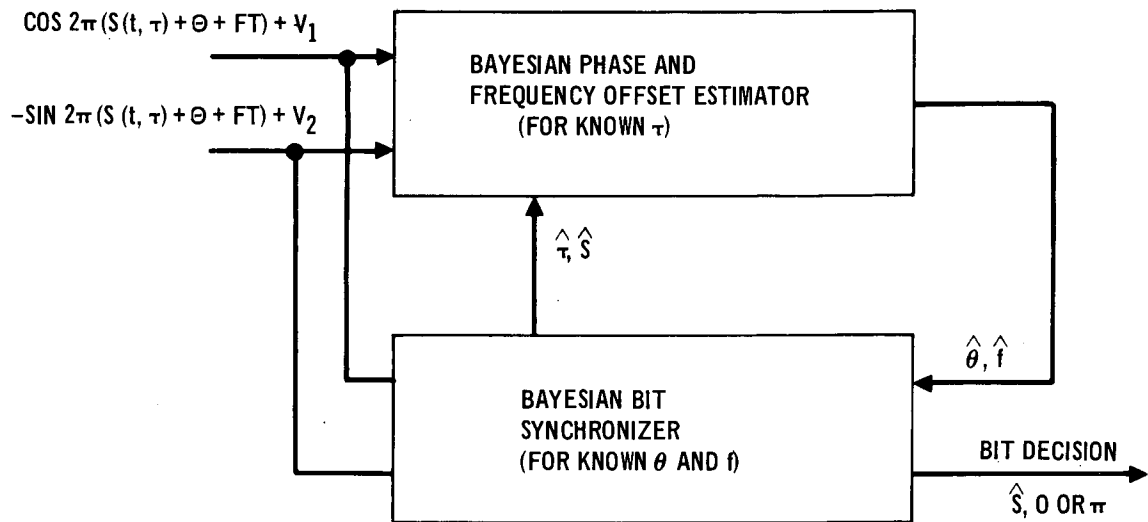 COS 2π (S (t, τ) + Θ + FT) + V₁
−SIN 2π (S (t, τ) + Θ + FT) + V₂
BAYESIAN PHASE AND
FREQUENCY OFFSET ESTIMATOR
(FOR KNOWN τ)
τ̂, Ŝ
θ̂, f̂
BAYESIAN BIT
SYNCHRONIZER
(FOR KNOWN θ AND f)
BIT DECISION
Ŝ, 0 OR π